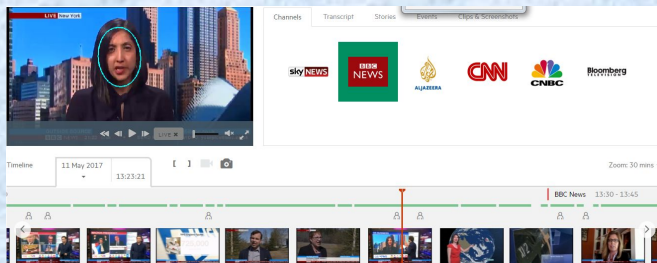 LIVE New York
Channels Transcript Stories Events Clips & Screenshots
sky NEWS
BBC
NEWS
ALJAZEERA
CNN
CNBC
Bloomberg
TELEVISION
LIVE
Timeline
11 May 2017
13:23:21
[ ]
Zoom: 30 mins
BBC News 13:30 - 13:45